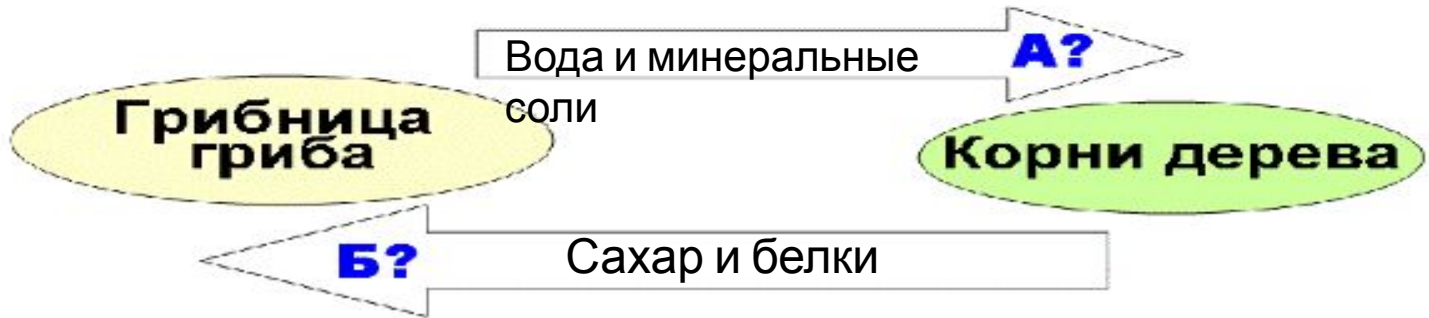 Вода и минеральные
соли
А?
Грибница
гриба
Корни дерева
Б?
Сахар и белки